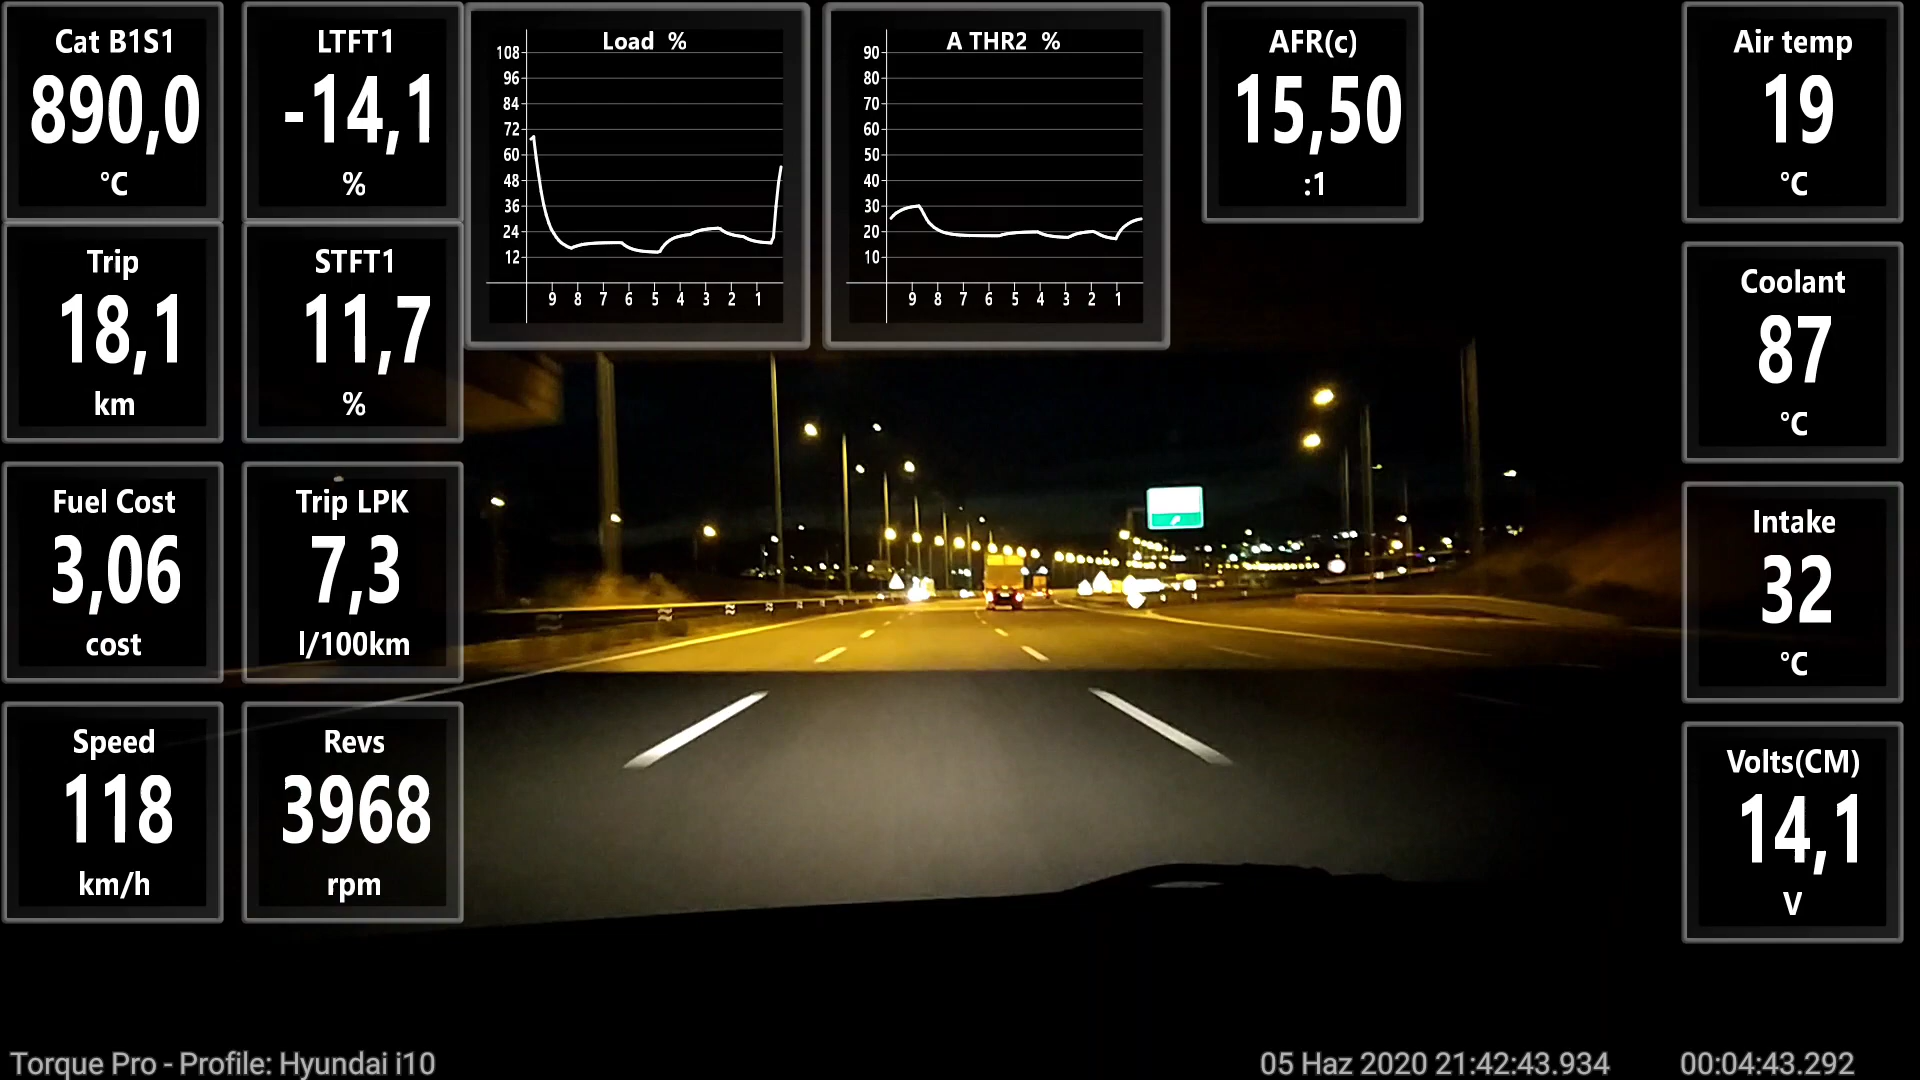 Cat B1S1
890,0
°C
LTFT1
-14,1
%
Load %
108
96
84
72
60
48
36
24
12
9 8 7 6 5 4 3 2 1
A THR2 %
90
80
70
60
50
40
30
20
10
9 8 7 6 5 4 3 2 1
AFR(c)
15,50
:1
Air temp
19
°C
Trip
18,1
km
STFT1
11,7
%
Coolant
87
°C
Fuel Cost
3,06
cost
Trip LPK
7,3
l/100km
Intake
32
°C
Speed
118
km/h
Revs
3968
rpm
Volts(CM)
14,1
V
Torque Pro - Profile: Hyundai i10
05 Haz 2020 21:42:43.934
00:04:43.292